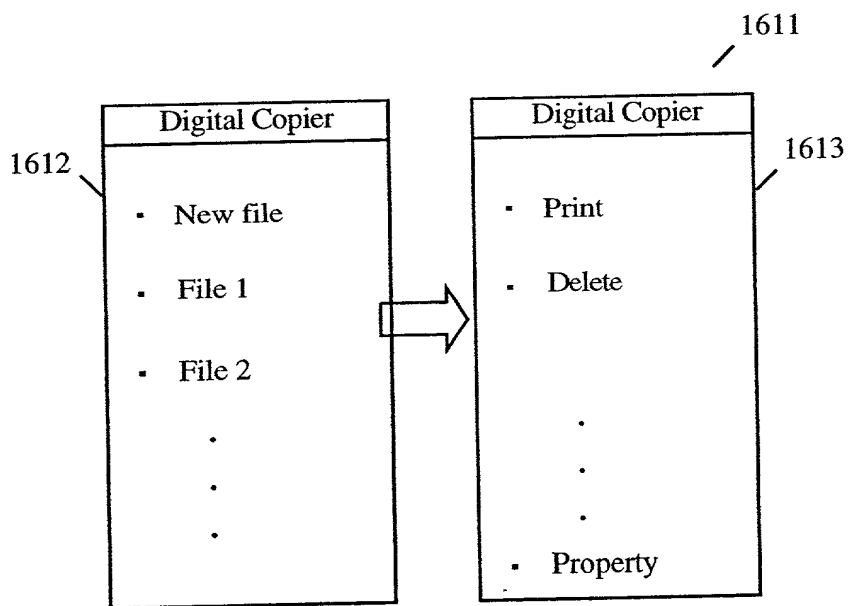 1611
Digital Copier
1612
▪ New file
▪ File 1
▪ File 2
.
.
.
Digital Copier
1613
▪ Print
▪ Delete
.
.
.
▪ Property